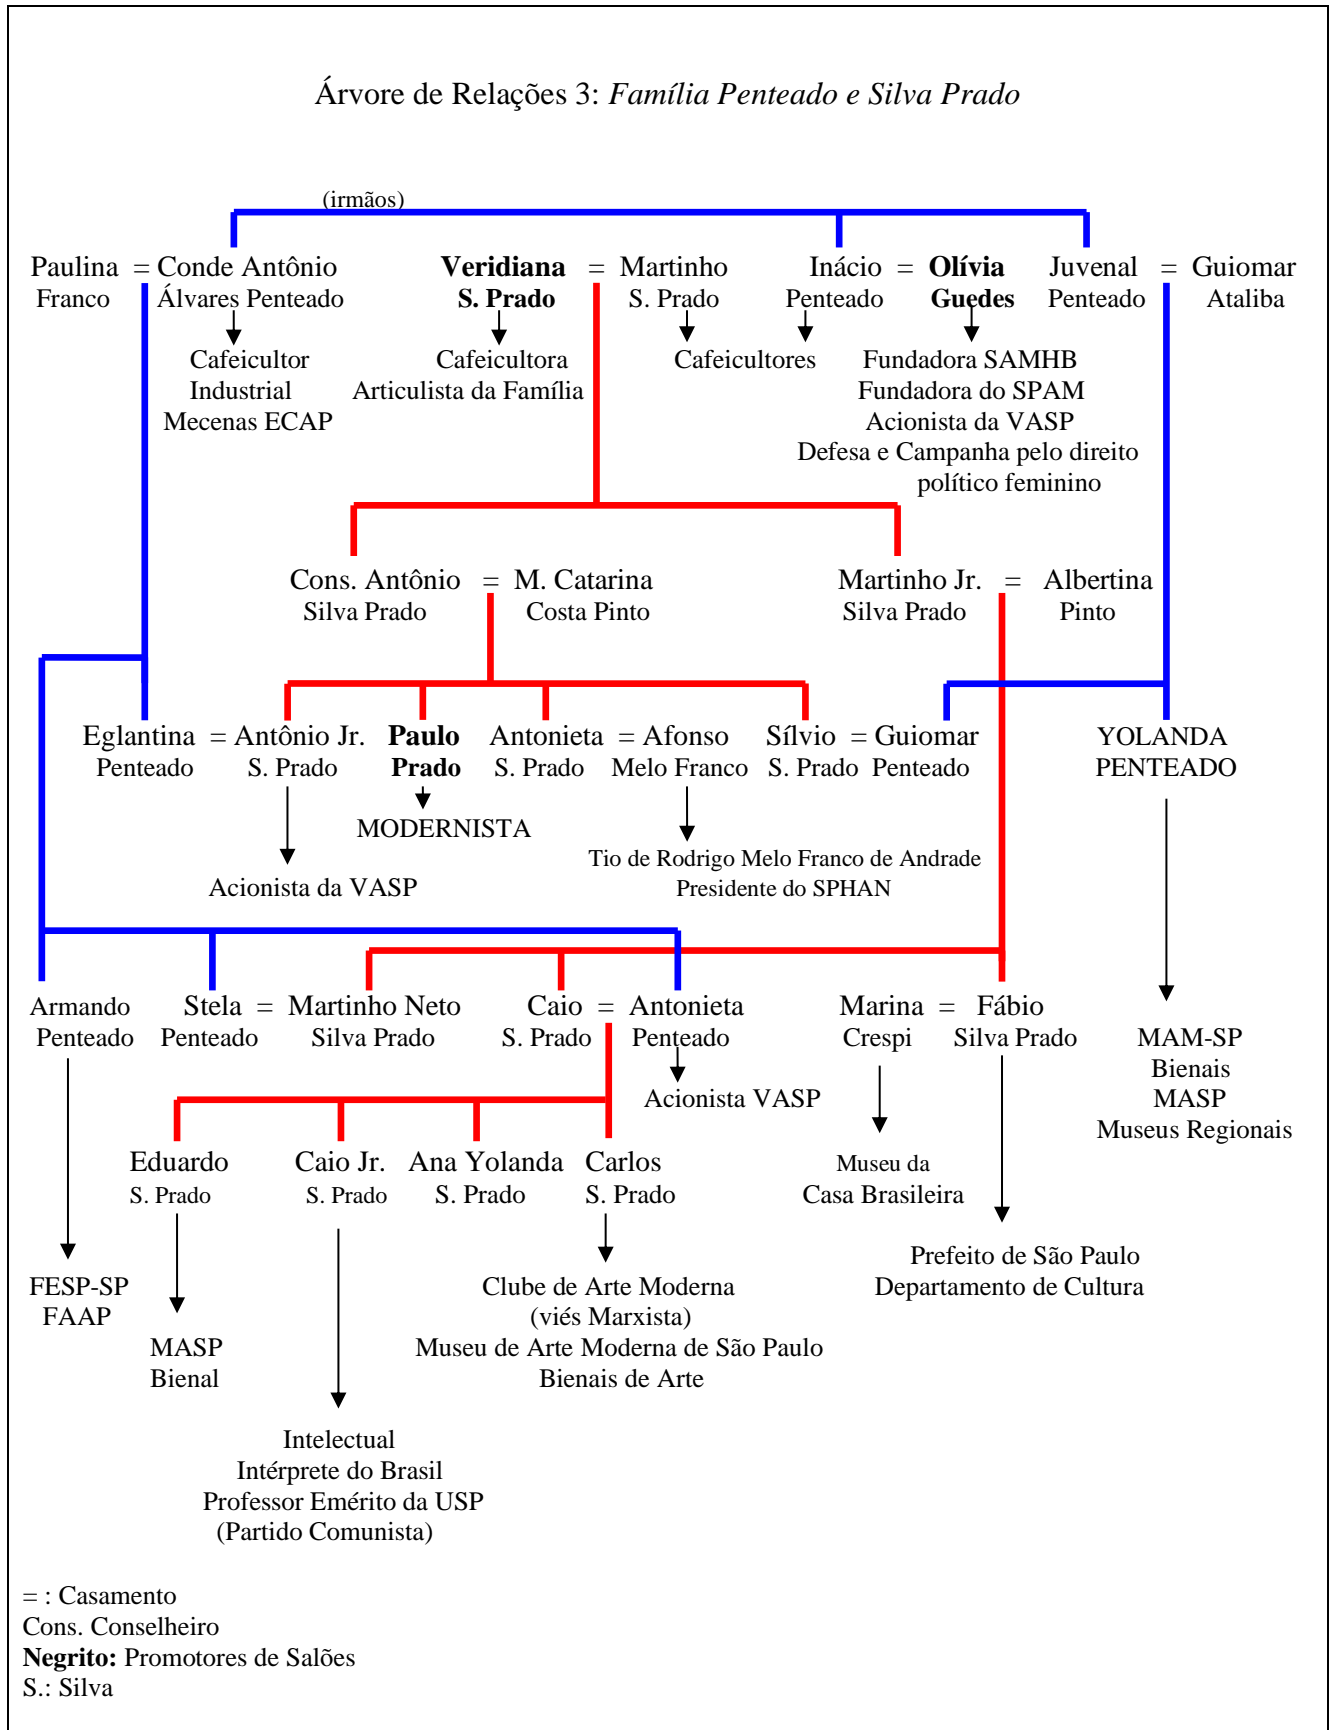 Árvore de Relações 3: Família Penteado e Silva Prado
(irmãos)
Paulina = Conde Antônio Veridiana = Martinho Inácio = Olívia Juvenal = Guiomar
Franco Álvares Penteado S. Prado S. Prado Penteado Guedes Penteado Ataliba
Cafeicultor Cafeicultora Cafeicultores Fundadora SAMHB
Industrial Articulista da Família Fundadora do SPAM
Mecenas ECAP Acionista da VASP
Defesa e Campanha pelo direito
político feminino
Cons. Antônio = M. Catarina Martinho Jr. = Albertina
Silva Prado Costa Pinto Silva Prado Pinto
Eglantina = Antônio Jr. Paulo Antonieta = Afonso Sílvio = Guiomar YOLANDA
Penteado S. Prado Prado S. Prado Melo Franco S. Prado Penteado PENTEADO
MODERNISTA
Tio de Rodrigo Melo Franco de Andrade
Acionista da VASP Presidente do SPHAN
Armando Stela = Martinho Neto Caio = Antonieta Marina = Fábio
Penteado Penteado Silva Prado S. Prado Penteado Crespi Silva Prado MAM-SP
Bienais
Acionista VASP MASP
Museus Regionais
Eduardo Caio Jr. Ana Yolanda Carlos Museu da
S. Prado S. Prado S. Prado S. Prado Casa Brasileira
Prefeito de São Paulo
FESP-SP Clube de Arte Moderna Departamento de Cultura
FAAP (viés Marxista)
MASP Museu de Arte Moderna de São Paulo
Bienal Bienais de Arte
Intelectual
Intérprete do Brasil
Professor Emérito da USP
(Partido Comunista)
= : Casamento
Cons. Conselheiro
Negrito: Promotores de Salões
S.: Silva